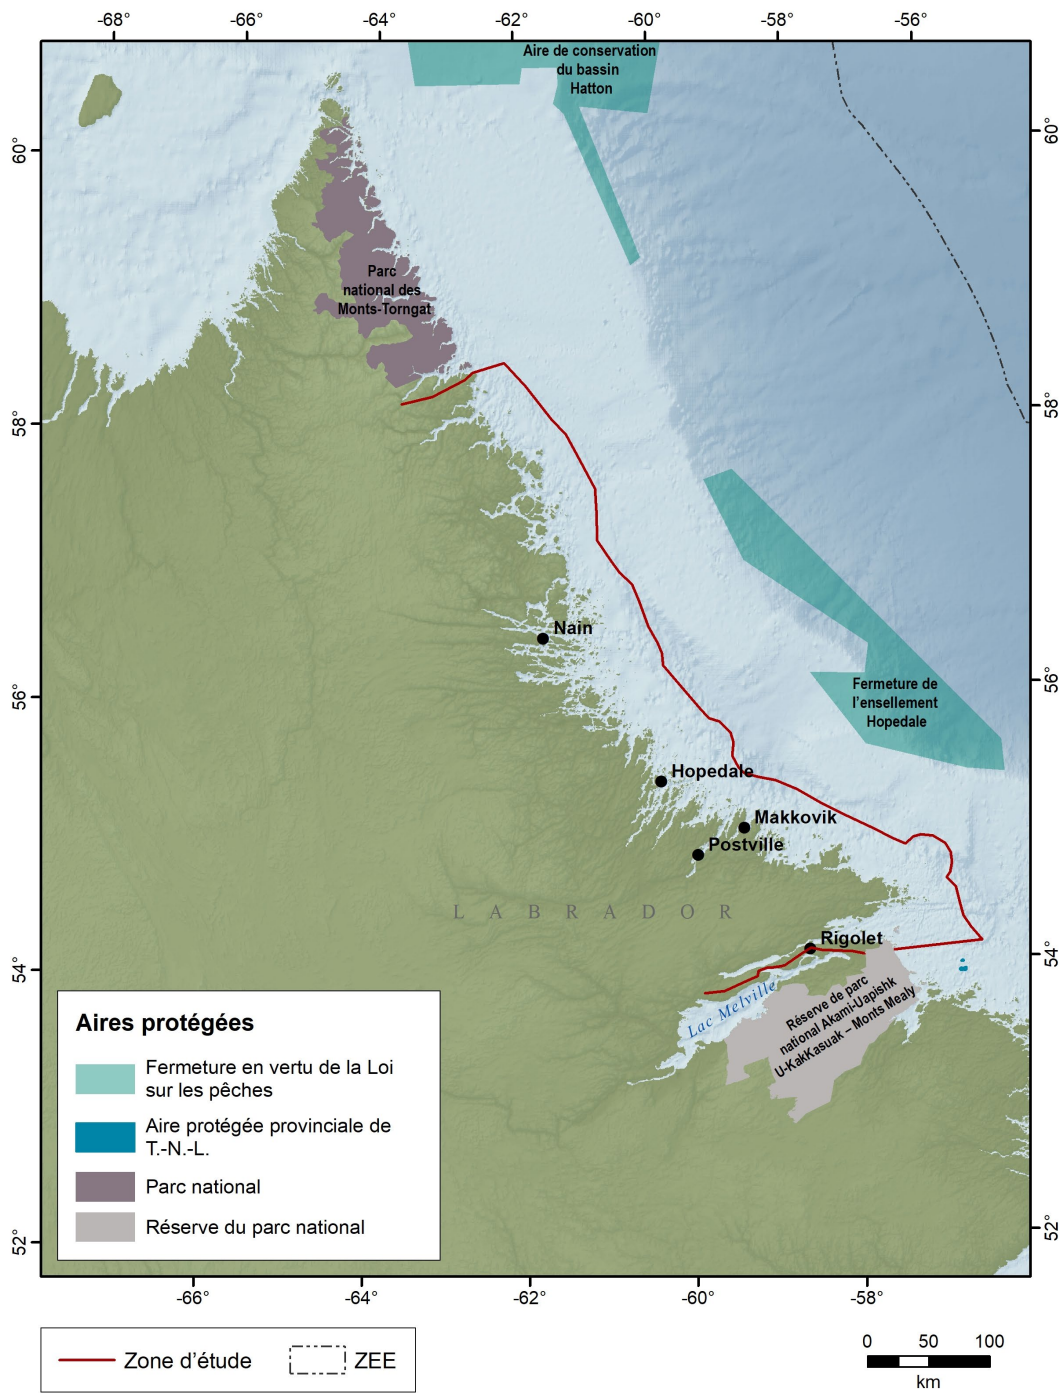 -68°
-66°
-64°
-62°
-60°
-58°
-56°
Aire de conservation
du bassin
Hatton
60°
60°
Parc
national des
Monts-Torngat
58°
58°
Nain
56°
56°
Fermeture de
l'ensellement
Hopedale
Hopedale
Makkovik
Postville
LABRADOR
Rigolet
54°
54°
Lac Melville
Réserve de parc
national Akami-Uapishk
U-KakKasuak – Monts Mealy
Aires protégées
Fermeture en vertu de la Loi
sur les pêches
Aire protégée provinciale de
T.-N.-L.
Parc national
Réserve du parc national
52°
52°
-66°
-64°
-62°
-60°
-58°
Zone d'étude
ZEE
0 50 100
km